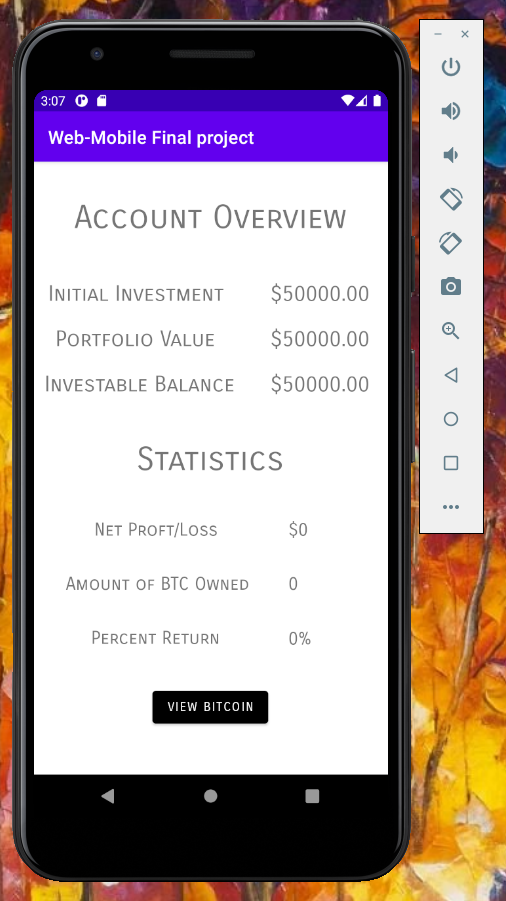 3:07
Web-Mobile Final project
Account Overview
Initial Investment $50000.00
Portfolio Value $50000.00
Investable Balance $50000.00
Statistics
Net Proft/Loss $0
Amount of BTC Owned 0
Percent Return 0%
VIEW BITCOIN